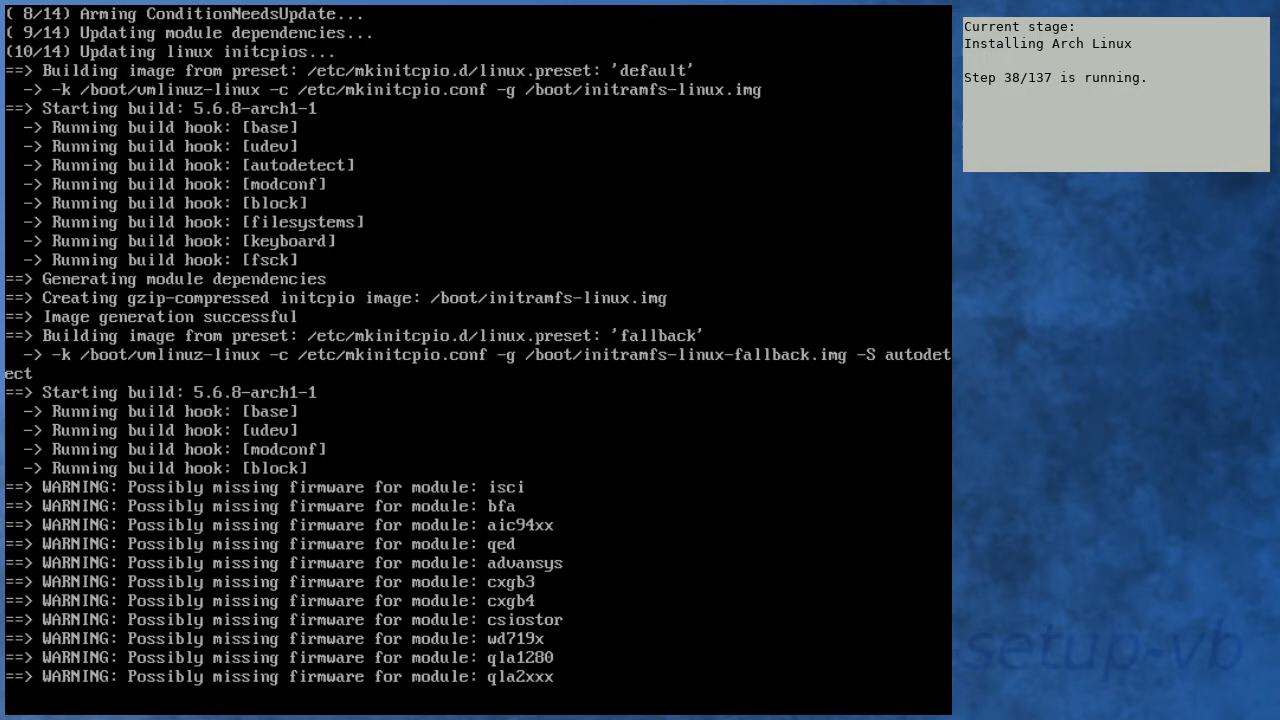 ( 8/14) Arming ConditionNeedsUpdate...
( 9/14) Updating module dependencies...
(10/14) Updating linux initcpios...
==> Building image from preset: /etc/mkinitcpio.d/linux.preset: 'default'
  -> -k /boot/vmlinuz-linux -c /etc/mkinitcpio.conf -g /boot/initramfs-linux.img
==> Starting build: 5.6.8-arch1-1
  -> Running build hook: [base]
  -> Running build hook: [udev]
  -> Running build hook: [autodetect]
  -> Running build hook: [modconf]
  -> Running build hook: [block]
  -> Running build hook: [filesystems]
  -> Running build hook: [keyboard]
  -> Running build hook: [fsck]
==> Generating module dependencies
==> Creating gzip-compressed initcpio image: /boot/initramfs-linux.img
==> Image generation successful
==> Building image from preset: /etc/mkinitcpio.d/linux.preset: 'fallback'
  -> -k /boot/vmlinuz-linux -c /etc/mkinitcpio.conf -g /boot/initramfs-linux-fallback.img -S autodet
ect
==> Starting build: 5.6.8-arch1-1
  -> Running build hook: [base]
  -> Running build hook: [udev]
  -> Running build hook: [modconf]
  -> Running build hook: [block]
==> WARNING: Possibly missing firmware for module: isci
==> WARNING: Possibly missing firmware for module: bfa
==> WARNING: Possibly missing firmware for module: aic94xx
==> WARNING: Possibly missing firmware for module: qed
==> WARNING: Possibly missing firmware for module: advansys
==> WARNING: Possibly missing firmware for module: cxgb3
==> WARNING: Possibly missing firmware for module: cxgb4
==> WARNING: Possibly missing firmware for module: csiostor
==> WARNING: Possibly missing firmware for module: wd719x
==> WARNING: Possibly missing firmware for module: qla1280
==> WARNING: Possibly missing firmware for module: qla2xxx
Current stage:
Installing Arch Linux
Step 38/137 is running.
setup-vb